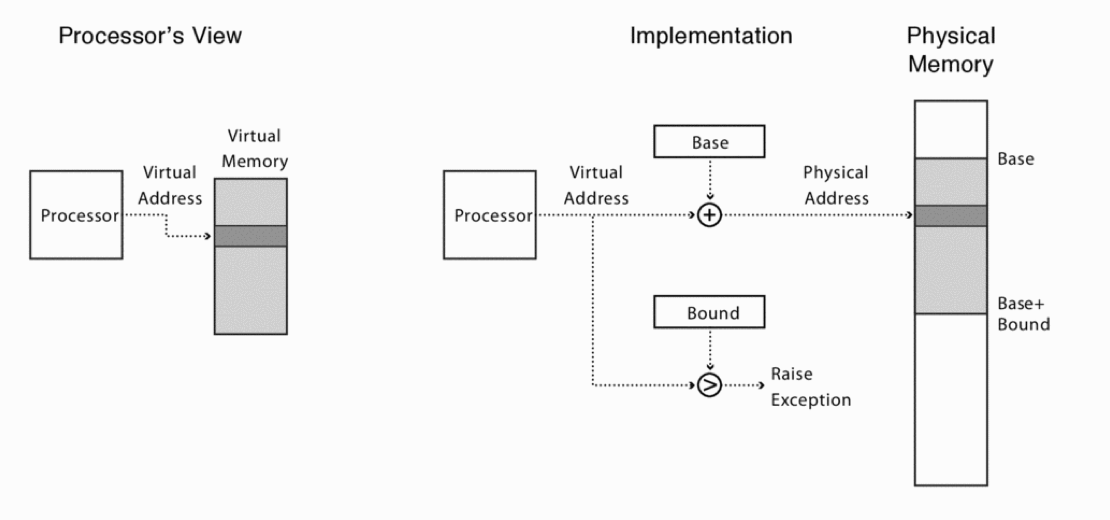 Processor's View
Implementation
Physical
Memory
Virtual
Memory
Virtual
Address
Processor
Processor
Virtual
Address
Base
+
Physical
Address
Base
Bound
>
Raise
Exception
Base+
Bound